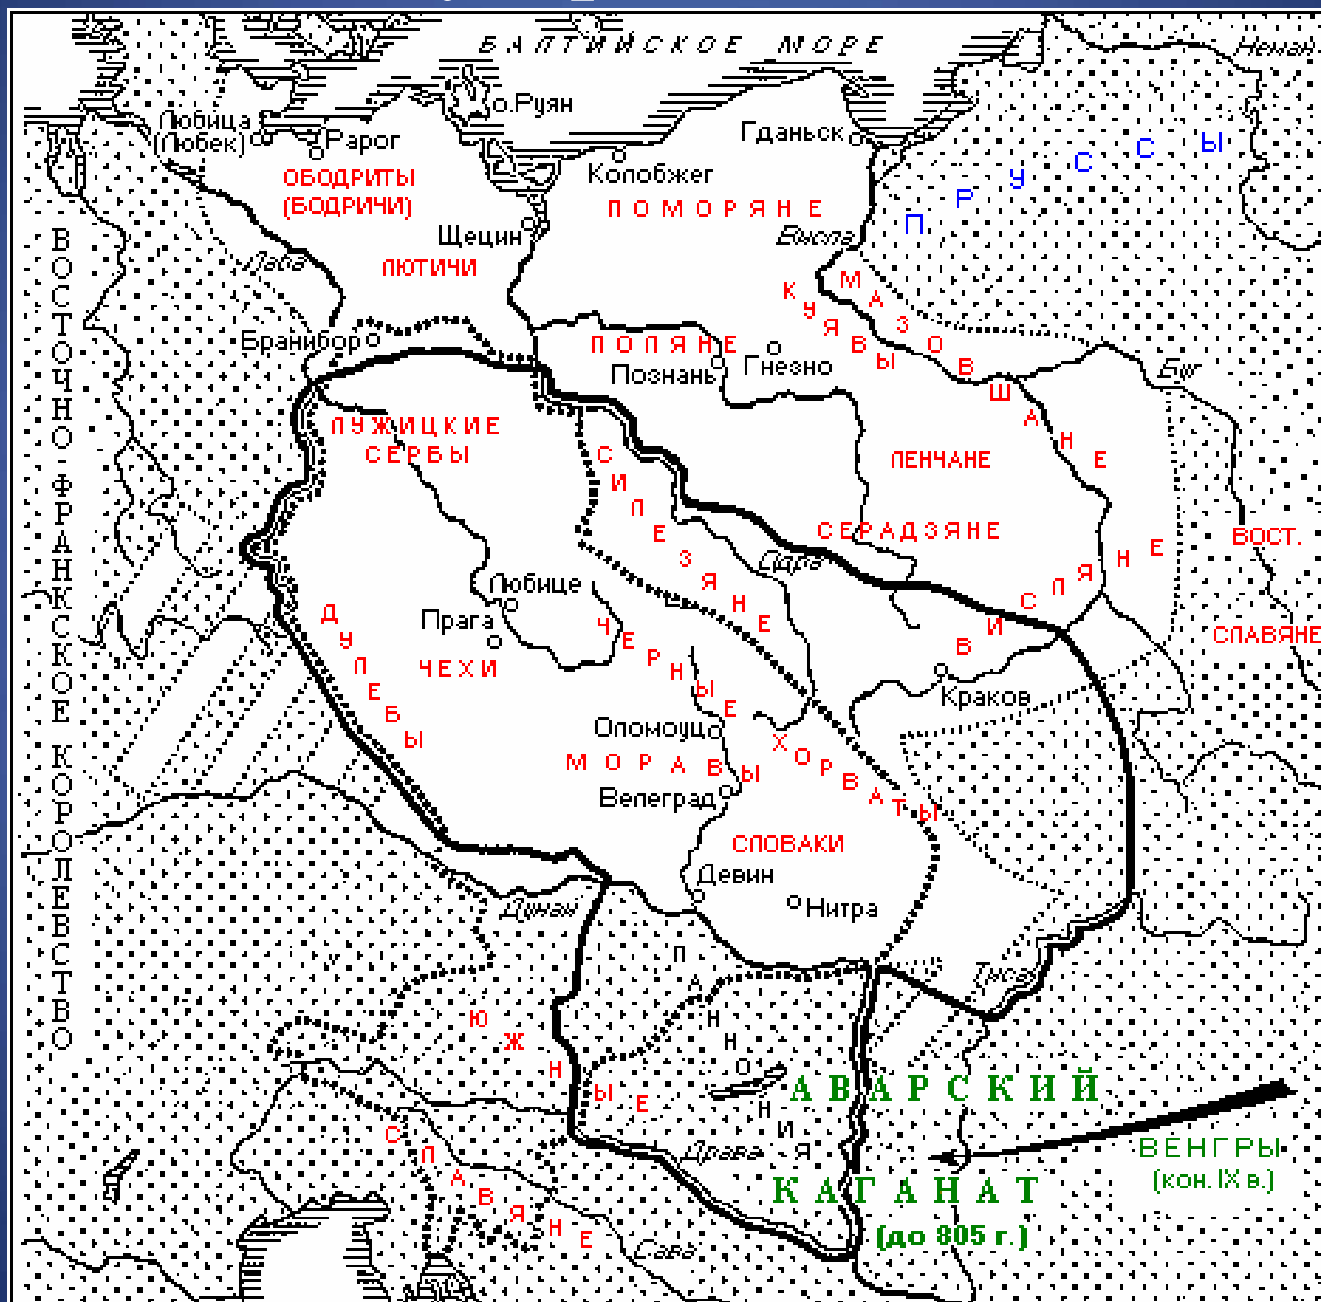 БАЛТИЙСКОЕ МОРЕ
Неман
о.Руян
Любица
(Любек)
Рарог
Гданьск
Колобжег
ПРУССЫ
ОБОДРИТЫ
(БОДРИЧИ)
ПОМОРЯНЕ
Щецин
Висла
Лаба
ЛЮТИЧИ
МАЗОВШАНЕ
КУЯВЫ
Бранибор
ПОЛЯНЕ
Гнезно
Познань
Буг
ВОСТОЧНО-ФРАНКСКОЕ КОРОЛЕВСТВО
ЛУЖИЦКИЕ
СЕРБЫ
СИЛЕЗЯНЕ
ЛЕНЧАНЕ
СЕРАДЗЯНЕ
ВОСТ.
СЛАВЯНЕ
Одра
ВИСЛЯНЕ
Любице
Прага
ЧЕХИ
ДУЛЕБЫ
ЧЕРНЫЕ
ХОРВАТЫ
Краков
Оломоуц
МОРАВЫ
Велеград
СЛОВАКИ
Девин
Нитра
Дунай
Тиса
ПАННОНИЯ
ЮЖНЫЕ
СЛАВЯНЕ
АВАРСКИЙ
КАГАНАТ
(до 805 г.)
ВЕНГРЫ
(кон. IX в.)
Драва
Сава